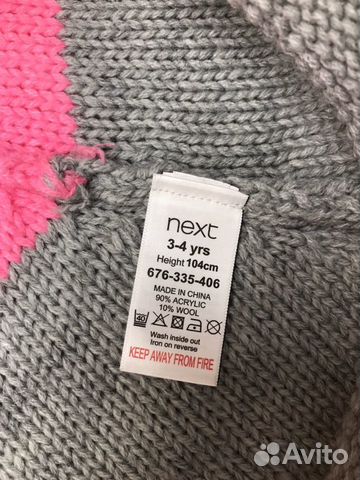 next
3-4 yrs
Height 104cm
676-335-406
MADE IN CHINA
90% ACRYLIC
10% WOOL
40
Wash inside out
Iron on reverse
KEEP AWAY FROM FIRE
Avito